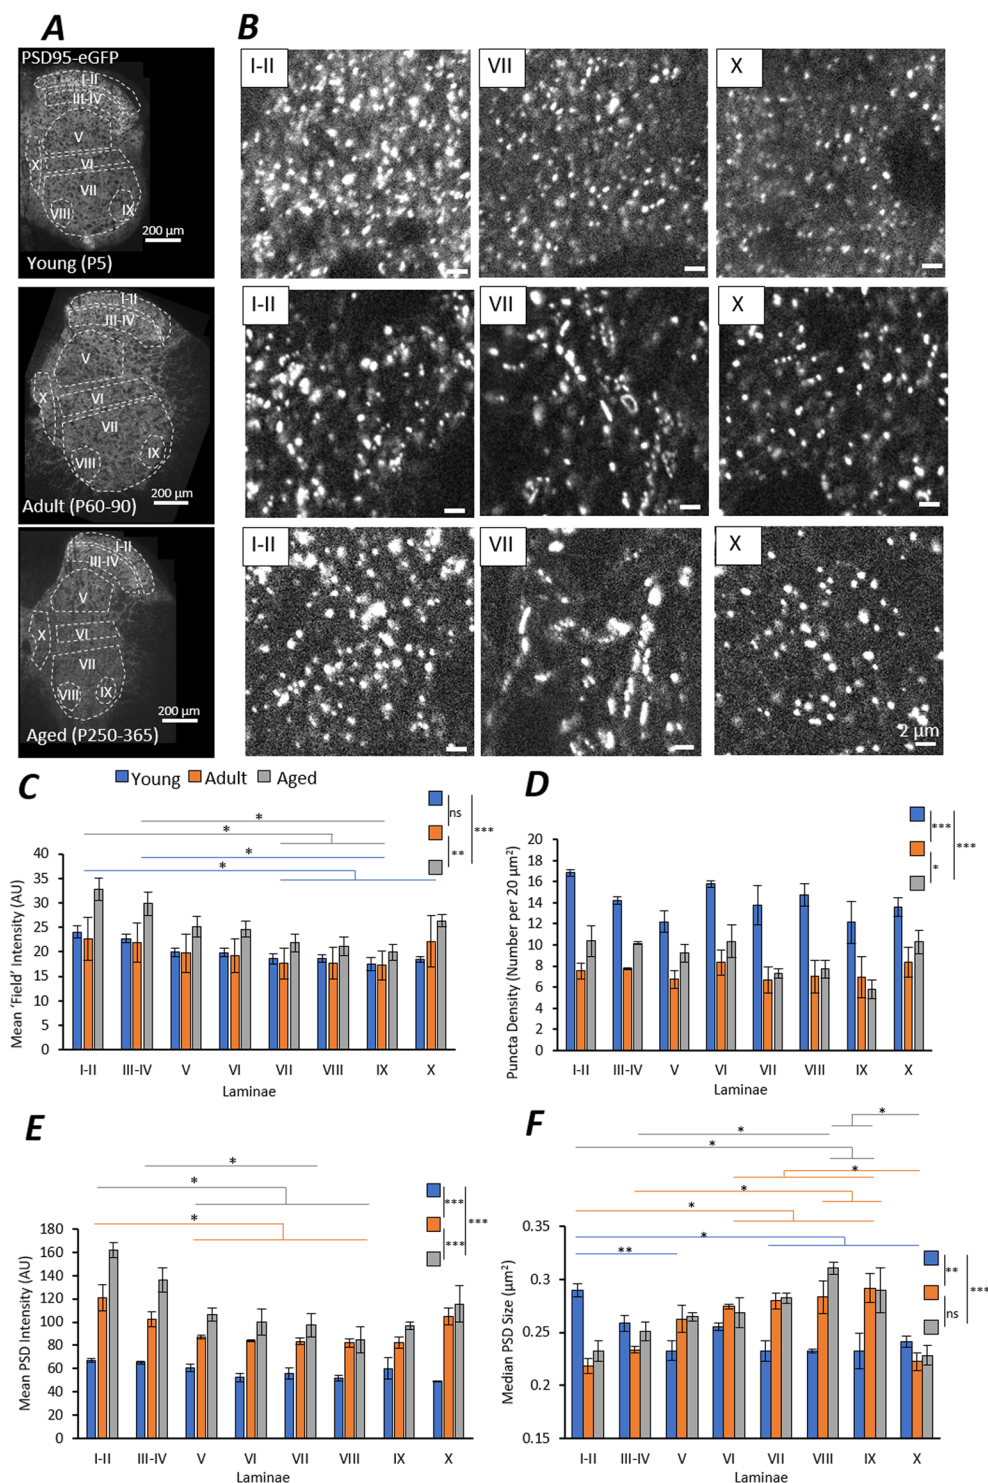 A
B
PSD95-eGFP
I-II
III-IV
V
X
VI
VII
VIII
IX
200 µm
Young (P5)
I-II
VII
X
I-II
III-IV
V
X
VI
VII
VIII
IX
200 µm
Adult (P60-90)
I-II
VII
X
I-II
III-IV
V
X
VI
VII
VIII
IX
200 µm
Aged (P250-365)
I-II
VII
X
2 µm
C
Young Adult Aged
*
*
*
*
ns
**
***
Mean 'Field' Intensity (AU)
40
35
30
25
20
15
10
5
0
I-II III-IV V VI VII VIII IX X
Laminae
D
***
*
***
Puncta Density (Number per 20 µm²)
20
18
16
14
12
10
8
6
4
2
0
I-II III-IV V VI VII VIII IX X
Laminae
E
*
*
*
***
***
***
Mean PSD Intensity (AU)
180
160
140
120
100
80
60
40
20
0
I-II III-IV V VI VII VIII IX X
Laminae
F
*
*
*
*
*
*
*
**
**
ns
***
Median PSD Size (µm²)
0.35
0.3
0.25
0.2
0.15
I-II III-IV V VI VII VIII IX X
Laminae